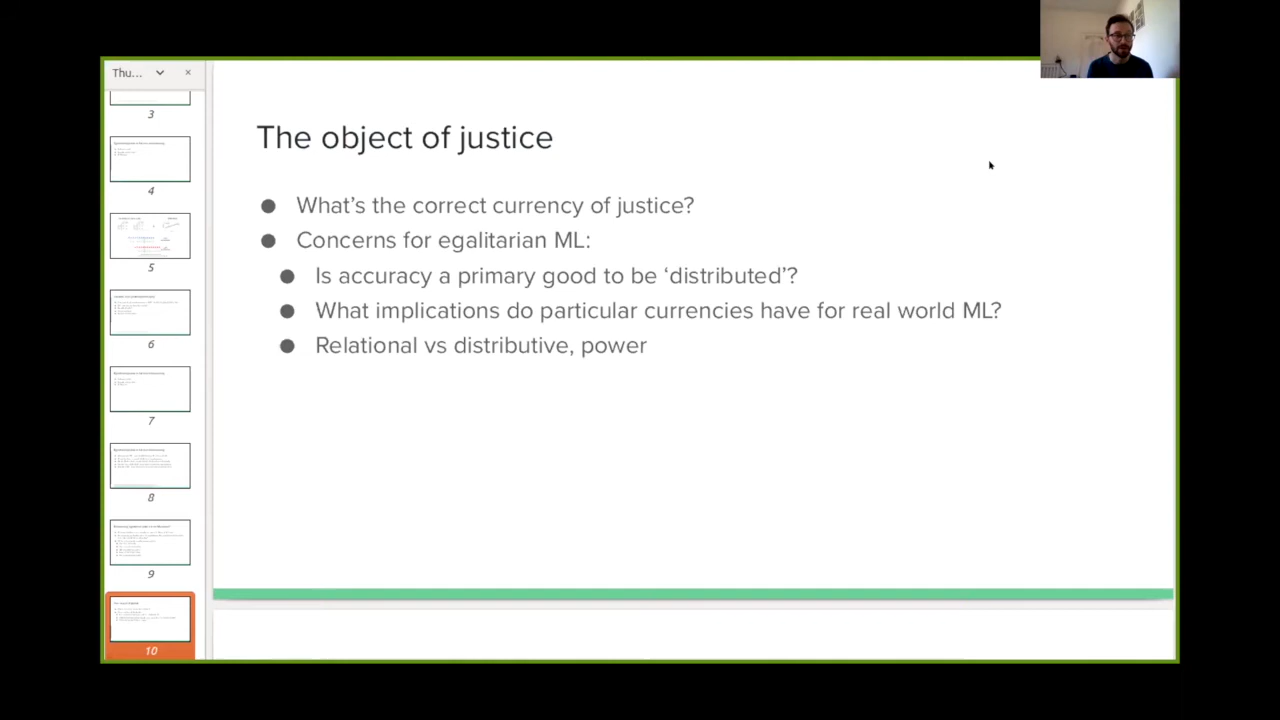 Thu...
3
4
5
6
7
8
9
10
The object of justice
What's the correct currency of justice?
Concerns for egalitarian ML:
Is accuracy a primary good to be ‘distributed’?
What implications do particular currencies have for real world ML?
Relational vs distributive, power